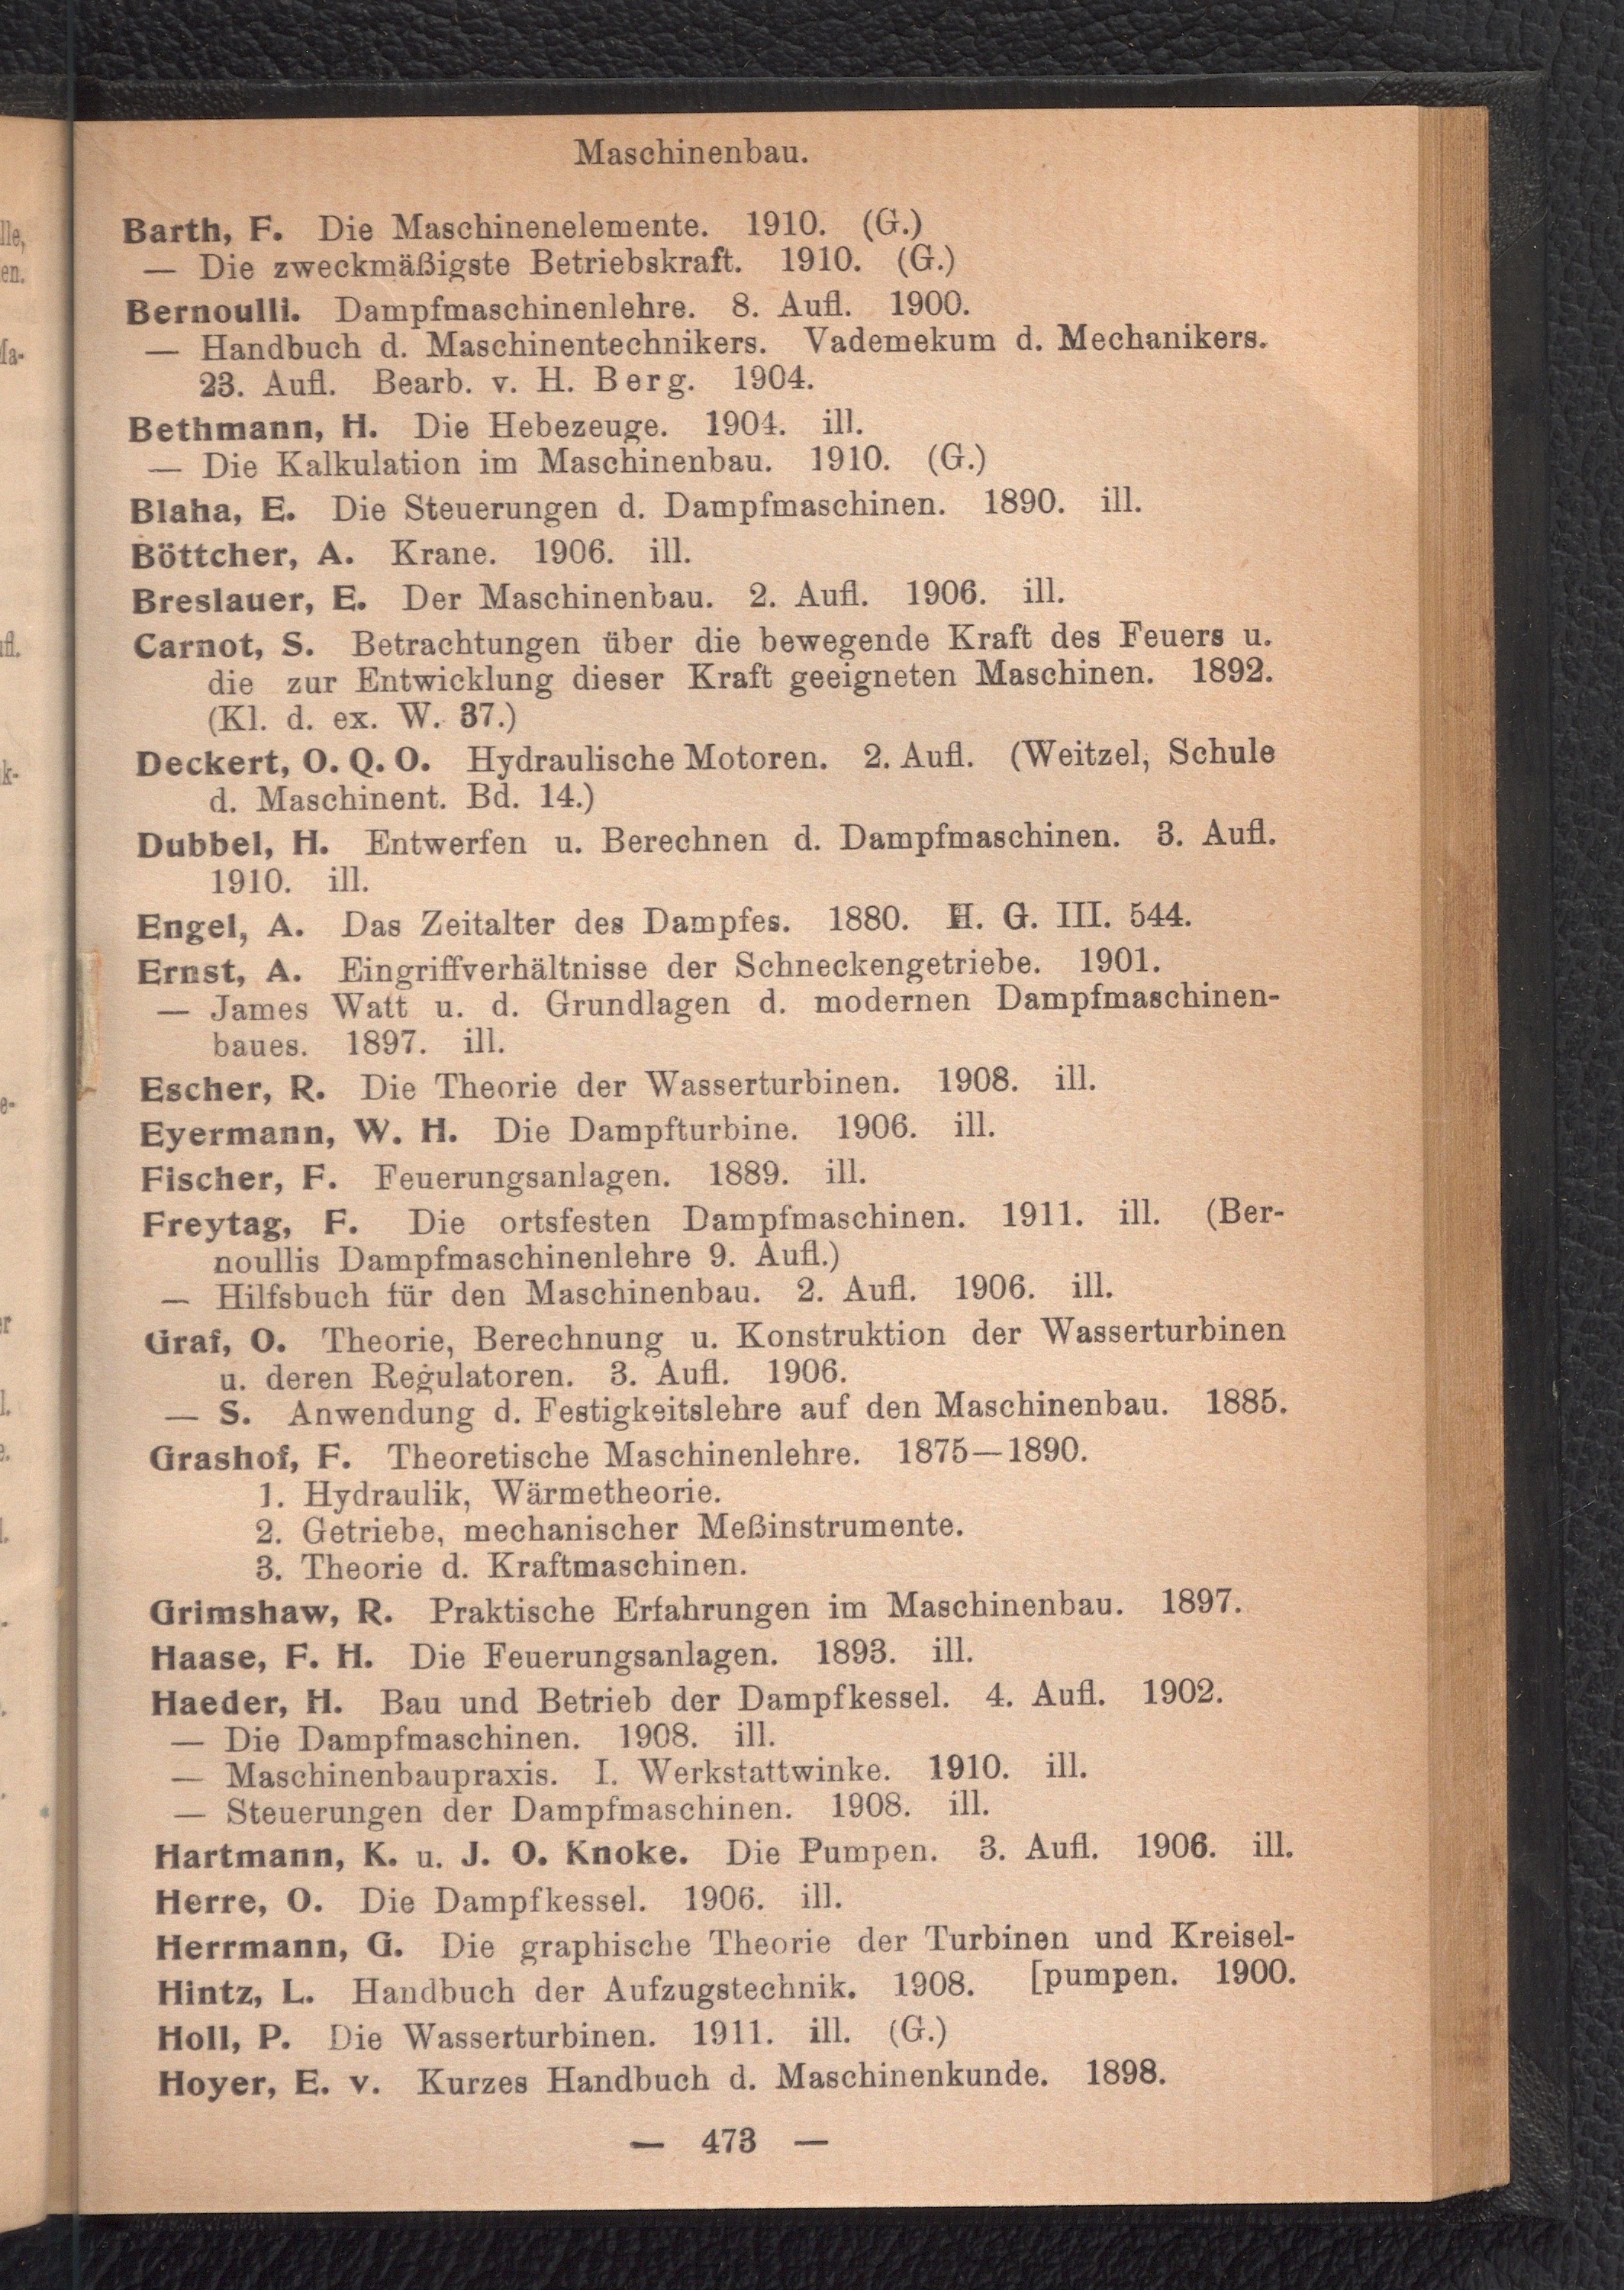 Maschinenbau.
Barth, F. Die Maschinenelemente. 1910. (G.)
— Die zweckmäßigste Betriebskraft. 1910. (G.)
Bernoulli. Dampfmaschinenlehre. 8. Aufl. 1900.
— Handbuch d. Maschinentechnikers. Vademekum d. Mechanikers.
23. Aufl. Bearb. v. H. Berg. 1904.
Bethmann, H. Die Hebezeuge. 1904. ill.
— Die Kalkulation im Maschinenbau. 1910. (G.)
Blaha, E. Die Steuerungen d. Dampfmaschinen. 1890. ill.
Böttcher, A. Krane. 1906. ill.
Breslauer, E. Der Maschinenbau. 2. Aufl. 1906. ill.
Carnot, S. Betrachtungen über die bewegende Kraft des Feuers u.
die zur Entwicklung dieser Kraft geeigneten Maschinen. 1892.
(Kl. d. ex. W. 37.)
Deckert, O. Q. O. Hydraulische Motoren. 2. Aufl. (Weitzel, Schule
d. Maschinent. Bd. 14.)
Dubbel, H. Entwerfen u. Berechnen d. Dampfmaschinen. 3. Aufl.
1910. ill.
Engel, A. Das Zeitalter des Dampfes. 1880. H. G. III. 544.
Ernst, A. Eingriffverhältnisse der Schneckengetriebe. 1901.
— James Watt u. d. Grundlagen d. modernen Dampfmaschinen-
baues. 1897. ill.
Escher, R. Die Theorie der Wasserturbinen. 1908. ill.
Eyermann, W. H. Die Dampfturbine. 1906. ill.
Fischer, F. Feuerungsanlagen. 1889. ill.
Freytag, F. Die ortsfesten Dampfmaschinen. 1911. ill. (Ber-
noullis Dampfmaschinenlehre 9. Aufl.)
— Hilfsbuch für den Maschinenbau. 2. Aufl. 1906. ill.
Graf, O. Theorie, Berechnung u. Konstruktion der Wasserturbinen
u. deren Regulatoren. 3. Aufl. 1906.
— S. Anwendung d. Festigkeitslehre auf den Maschinenbau. 1885.
Grashof, F. Theoretische Maschinenlehre. 1875—1890.
1. Hydraulik, Wärmetheorie.
2. Getriebe, mechanischer Meßinstrumente.
3. Theorie d. Kraftmaschinen.
Grimshaw, R. Praktische Erfahrungen im Maschinenbau. 1897.
Haase, F. H. Die Feuerungsanlagen. 1893. ill.
Haeder, H. Bau und Betrieb der Dampfkessel. 4. Aufl. 1902.
— Die Dampfmaschinen. 1908. ill.
— Maschinenbaupraxis. I. Werkstattwinke. 1910. ill.
— Steuerungen der Dampfmaschinen. 1908. ill.
Hartmann, K. u. J. O. Knoke. Die Pumpen. 3. Aufl. 1906. ill.
Herre, O. Die Dampfkessel. 1906. ill.
Herrmann, G. Die graphische Theorie der Turbinen und Kreisel-
Hintz, L. Handbuch der Aufzugstechnik. 1908. [pumpen. 1900.
Holl, P. Die Wasserturbinen. 1911. ill. (G.)
Hoyer, E. v. Kurzes Handbuch d. Maschinenkunde. 1898.
— 473 —